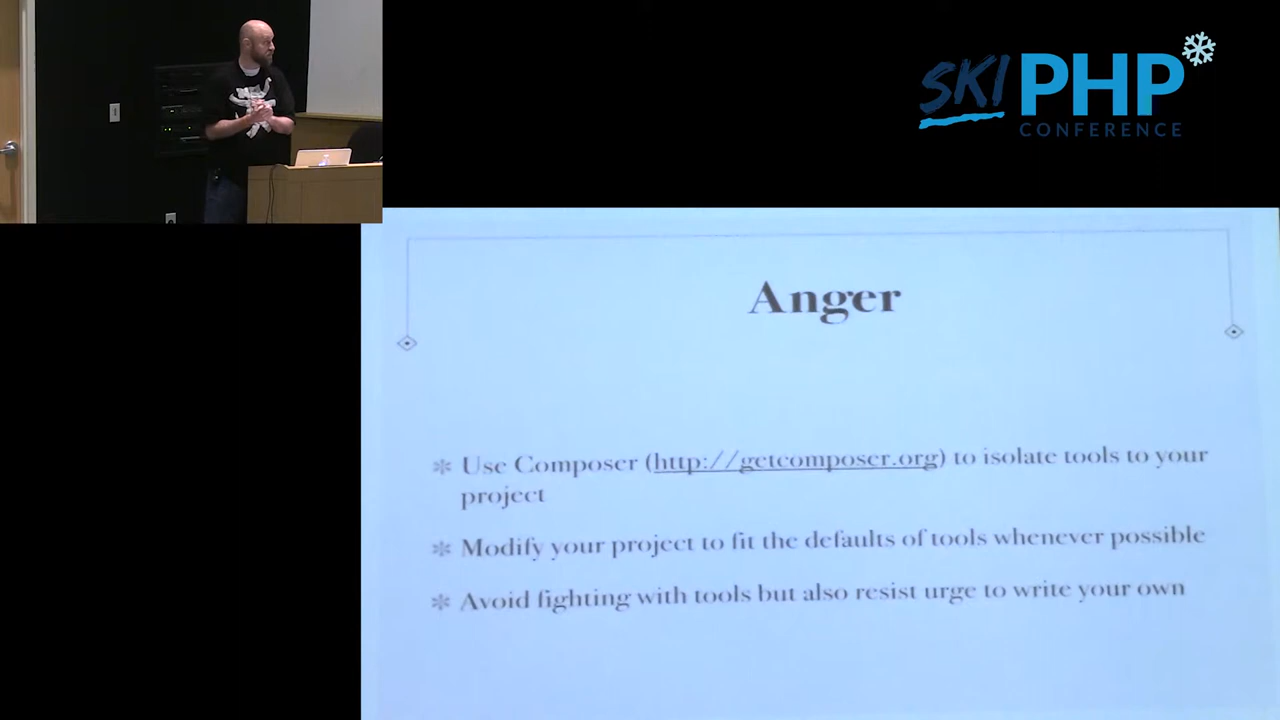 SKI PHP
CONFERENCE
Anger
Use Composer (http://getcomposer.org) to isolate tools to your
project
Modify your project to fit the defaults of tools whenever possible
Avoid fighting with tools but also resist urge to write your own